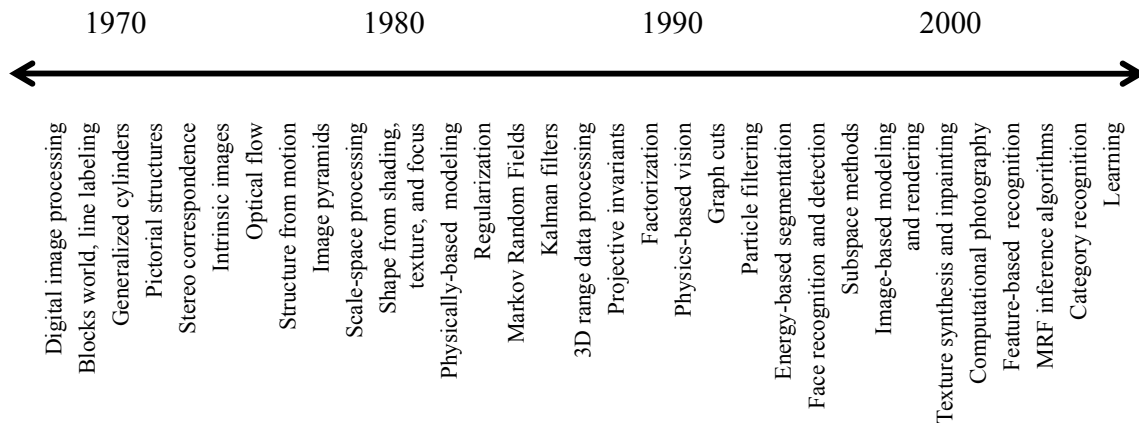 1970 1980 1990 2000
Digital image processing
Blocks world, line labeling
Generalized cylinders
Pictorial structures
Stereo correspondence
Intrinsic images
Optical flow
Structure from motion
Image pyramids
Scale-space processing
Shape from shading,
texture, and focus
Physically-based modeling
Regularization
Markov Random Fields
Kalman filters
3D range data processing
Projective invariants
Factorization
Physics-based vision
Graph cuts
Particle filtering
Energy-based segmentation
Face recognition and detection
Subspace methods
Image-based modeling
and rendering
Texture synthesis and inpainting
Computational photography
Feature-based recognition
MRF inference algorithms
Category recognition
Learning